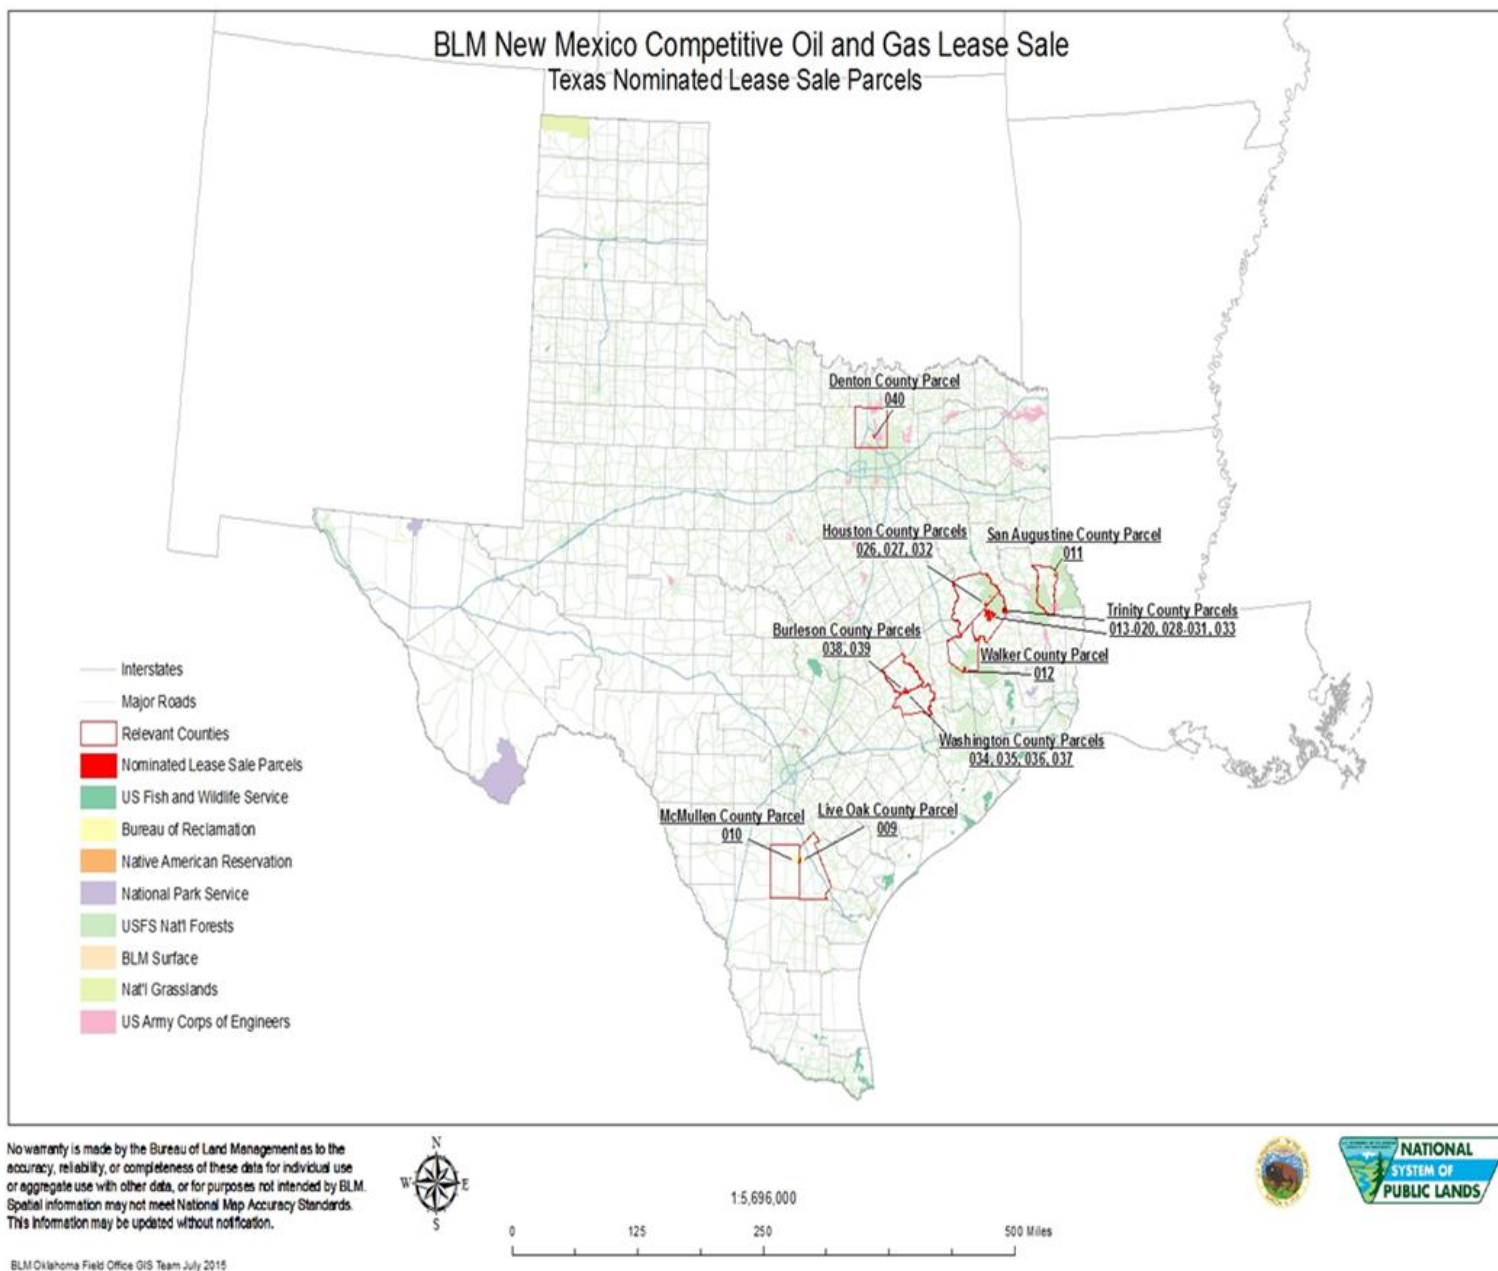 BLM New Mexico Competitive Oil and Gas Lease Sale
Texas Nominated Lease Sale Parcels
Denton County Parcel
040
Houston County Parcels
026, 027, 032
San Augustine County Parcel
011
Trinity County Parcels
013-020, 028-031, 033
Burleson County Parcels
038, 039
Walker County Parcel
012
Washington County Parcels
034, 035, 036, 037
McMullen County Parcel
010
Live Oak County Parcel
009
Interstates
Major Roads
Relevant Counties
Nominated Lease Sale Parcels
US Fish and Wildlife Service
Bureau of Reclamation
Native American Reservation
National Park Service
USFS Nat'l Forests
BLM Surface
Nat'l Grasslands
US Army Corps of Engineers
No warranty is made by the Bureau of Land Management as to the
accuracy, reliability, or completeness of these data for individual use
or aggregate use with other data, or for purposes not intended by BLM.
Spatial information may not meet National Map Accuracy Standards.
This information may be updated without notification.
BLM Oklahoma Field Office GIS Team July 2015
N
W
E
S
1:5,696,000
0
125
250
500 Miles
NATIONAL
SYSTEM OF
PUBLIC LANDS